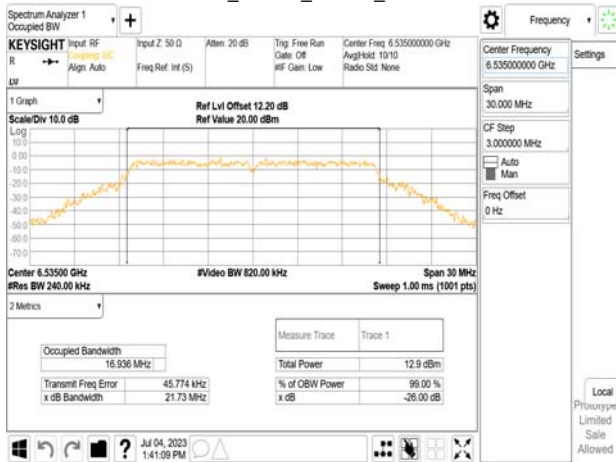 Spectrum Analyzer 1
Occupied BW
Frequency
KEYSIGHT
Input: RF
Coupling: DC
Align: Auto
Input Z: 50 Ω
Freq Ref: Int (S)
Atten: 20 dB
Trig: Free Run
Gate: Off
#IF Gain: Low
Center Freq: 6.535000000 GHz
Avg|Hold: 10/10
Radio Std: None
R
LV
1 Graph
Scale/Div 10.0 dB
Ref Lvl Offset 12.20 dB
Ref Value 20.00 dBm
Log
10.0
0.00
-10.0
-20.0
-30.0
-40.0
-50.0
-60.0
-70.0
Center 6.53500 GHz
#Res BW 240.00 kHz
#Video BW 820.00 kHz
Span 30 MHz
Sweep 1.00 ms (1001 pts)
2 Metrics
Measure Trace Trace 1
Occupied Bandwidth
16.936 MHz
Total Power 12.9 dBm
Transmit Freq Error 45.774 kHz
% of OBW Power 99.00 %
x dB Bandwidth 21.73 MHz
x dB -26.00 dB
Jul 04, 2023
1:41:09 PM
Center Frequency
6.535000000 GHz
Span
30.000 MHz
CF Step
3.000000 MHz
Auto
Man
Freq Offset
0 Hz
Settings
Local
Prototype
Limited
Sale
Allowed